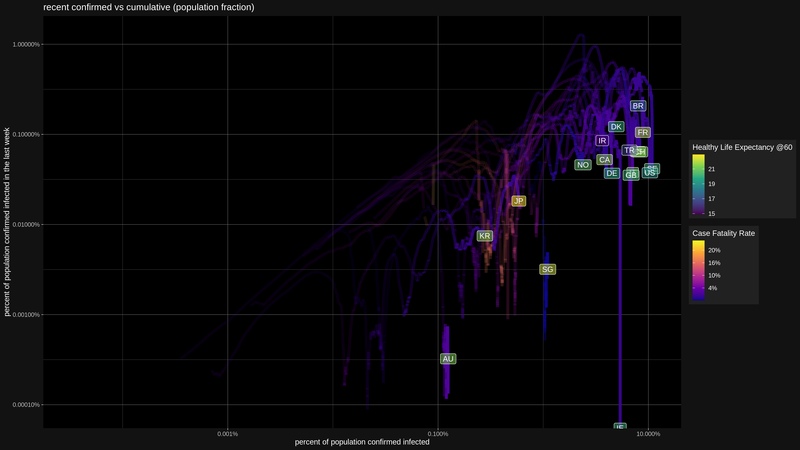 recent confirmed vs cumulative (population fraction)
percent of population confirmed infected in the last week
1.00000%
0.10000%
0.01000%
0.00100%
0.00010%
BR
DK
FR
IR
TR
NO
CA
DE
US
JP
KR
SG
AU
IE
0.001%
0.100%
10.000%
percent of population confirmed infected
Healthy Life Expectancy @60
21
19
17
15
Case Fatality Rate
20%
16%
10%
4%